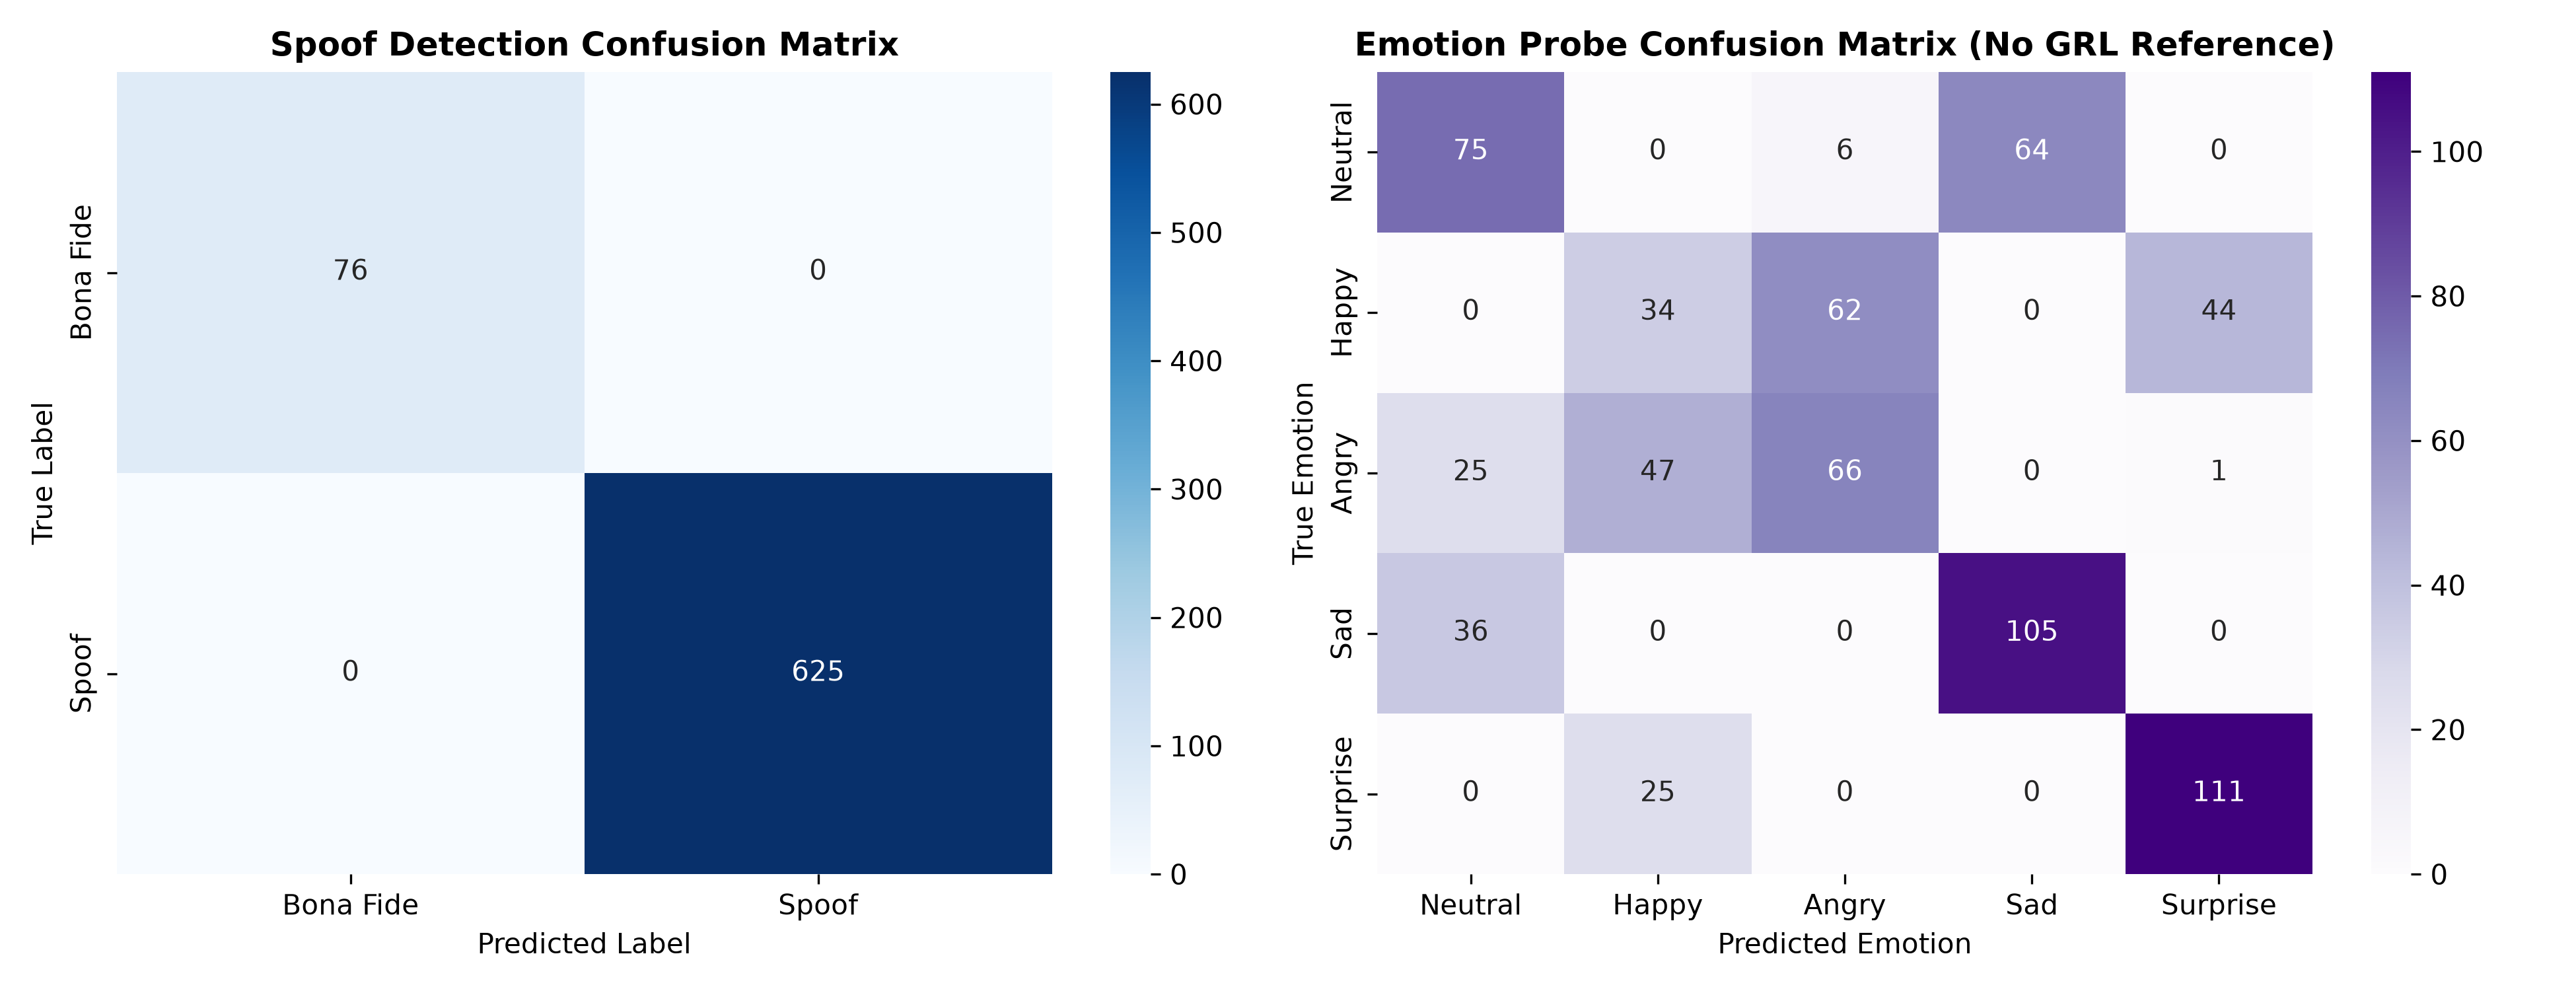 Spoof Detection Confusion Matrix
True Label
Bona Fide
Spoof
76 0
0 625
Bona Fide Spoof
Predicted Label
600
500
400
300
200
100
0
Emotion Probe Confusion Matrix (No GRL Reference)
True Emotion
Neutral 75 0 6 64 0
Happy 0 34 62 0 44
Angry 25 47 66 0 1
Sad 36 0 0 105 0
Surprise 0 25 0 0 111
Neutral Happy Angry Sad Surprise
Predicted Emotion
100
80
60
40
20
0